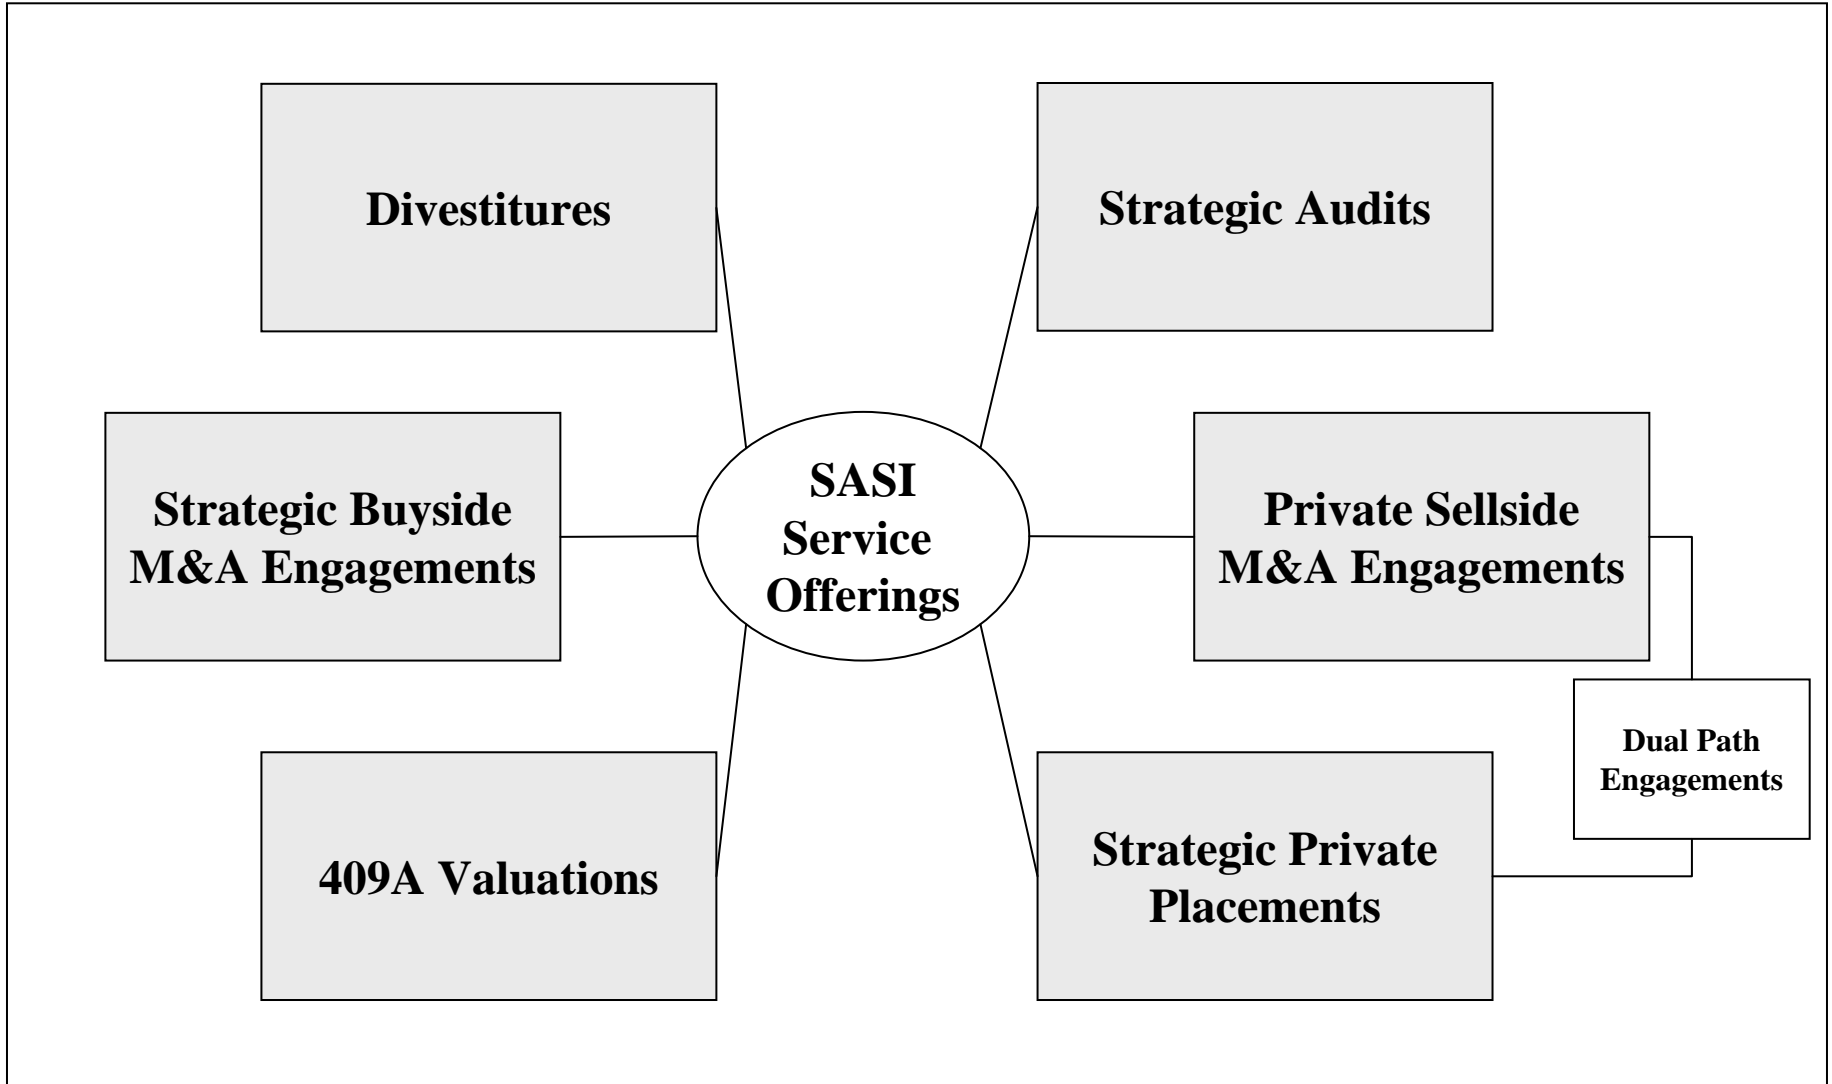 Divestitures
Strategic Audits
Strategic Buyside
M&A Engagements
SASI
Service
Offerings
Private Sellside
M&A Engagements
Dual Path
Engagements
409A Valuations
Strategic Private
Placements